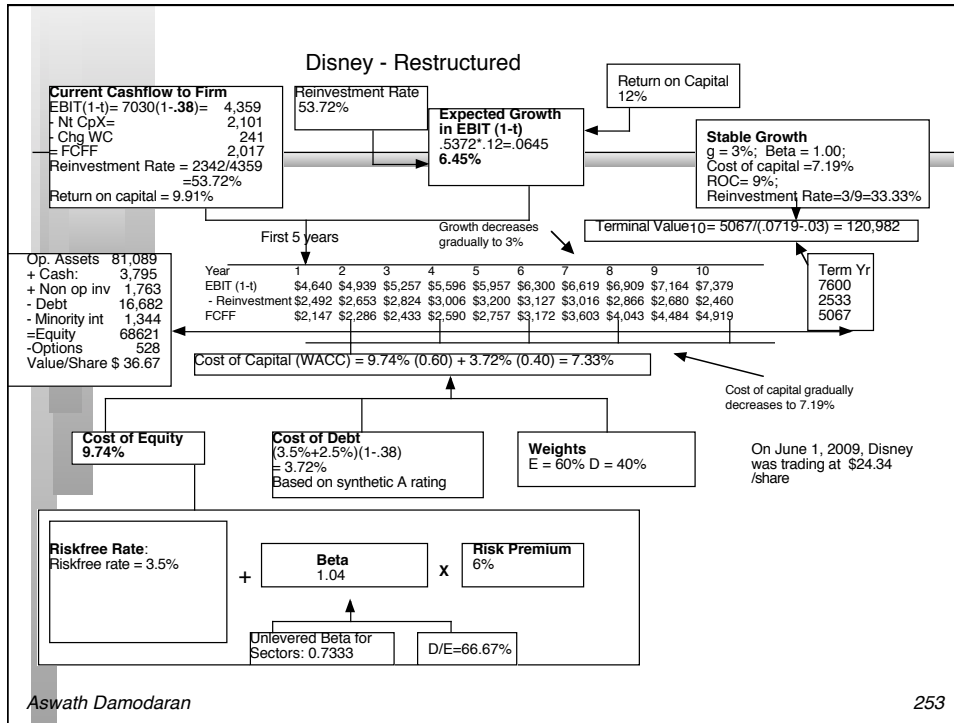 Disney - Restructured
Current Cashflow to Firm
EBIT(1-t)= 7030(1-.38)= 4,359
- Nt CpX= 2,101
- Chg WC 241
= FCFF 2,017
Reinvestment Rate = 2342/4359
=53.72%
Return on capital = 9.91%
Reinvestment Rate
53.72%
Expected Growth
in EBIT (1-t)
.5372*.12=.0645
6.45%
Return on Capital
12%
Stable Growth
g = 3%; Beta = 1.00;
Cost of capital =7.19%
ROC= 9%;
Reinvestment Rate=3/9=33.33%
First 5 years
Growth decreases
gradually to 3%
Terminal Value10= 5067/(.0719-.03) = 120,982
Op. Assets 81,089
+ Cash: 3,795
+ Non op inv 1,763
- Debt 16,682
- Minority int 1,344
=Equity 68621
-Options 528
Value/Share $ 36.67
Year 1 2 3 4 5 6 7 8 9 10
EBIT (1-t) $4,640 $4,939 $5,257 $5,596 $5,957 $6,300 $6,619 $6,909 $7,164 $7,379
- Reinvestment $2,492 $2,653 $2,824 $3,006 $3,200 $3,127 $3,016 $2,866 $2,680 $2,460
FCFF $2,147 $2,286 $2,433 $2,590 $2,757 $3,172 $3,603 $4,043 $4,484 $4,919
Term Yr
7600
2533
5067
Cost of Capital (WACC) = 9.74% (0.60) + 3.72% (0.40) = 7.33%
Cost of capital gradually
decreases to 7.19%
Cost of Equity
9.74%
Cost of Debt
(3.5%+2.5%)(1-.38)
= 3.72%
Based on synthetic A rating
Weights
E = 60% D = 40%
On June 1, 2009, Disney
was trading at $24.34
/share
Riskfree Rate:
Riskfree rate = 3.5%
+
Beta
1.04
X
Risk Premium
6%
Unlevered Beta for
Sectors: 0.7333
D/E=66.67%
Aswath Damodaran
253